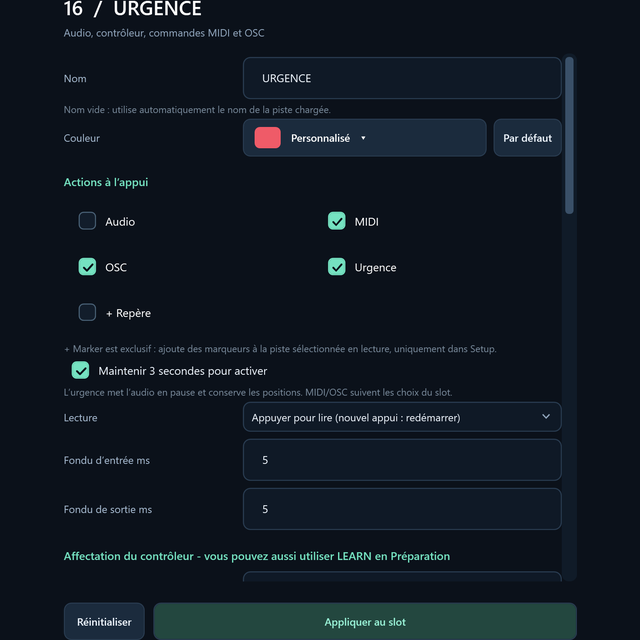 16 / URGENCE
Audio, contrôleur, commandes MIDI et OSC
Nom
URGENCE
Nom vide : utilise automatiquement le nom de la piste chargée.
Couleur
Personnalisé
Par défaut
Actions à l'appui
Audio
MIDI
OSC
Urgence
+ Repère
+ Marker est exclusif : ajoute des marqueurs à la piste sélectionnée en lecture, uniquement dans Setup.
Maintenir 3 secondes pour activer
L'urgence met l'audio en pause et conserve les positions. MIDI/OSC suivent les choix du slot.
Lecture
Appuyer pour lire (nouvel appui : redémarrer)
Fondu d'entrée ms
5
Fondu de sortie ms
5
Affectation du contrôleur - vous pouvez aussi utiliser LEARN en Préparation
Réinitialiser
Appliquer au slot